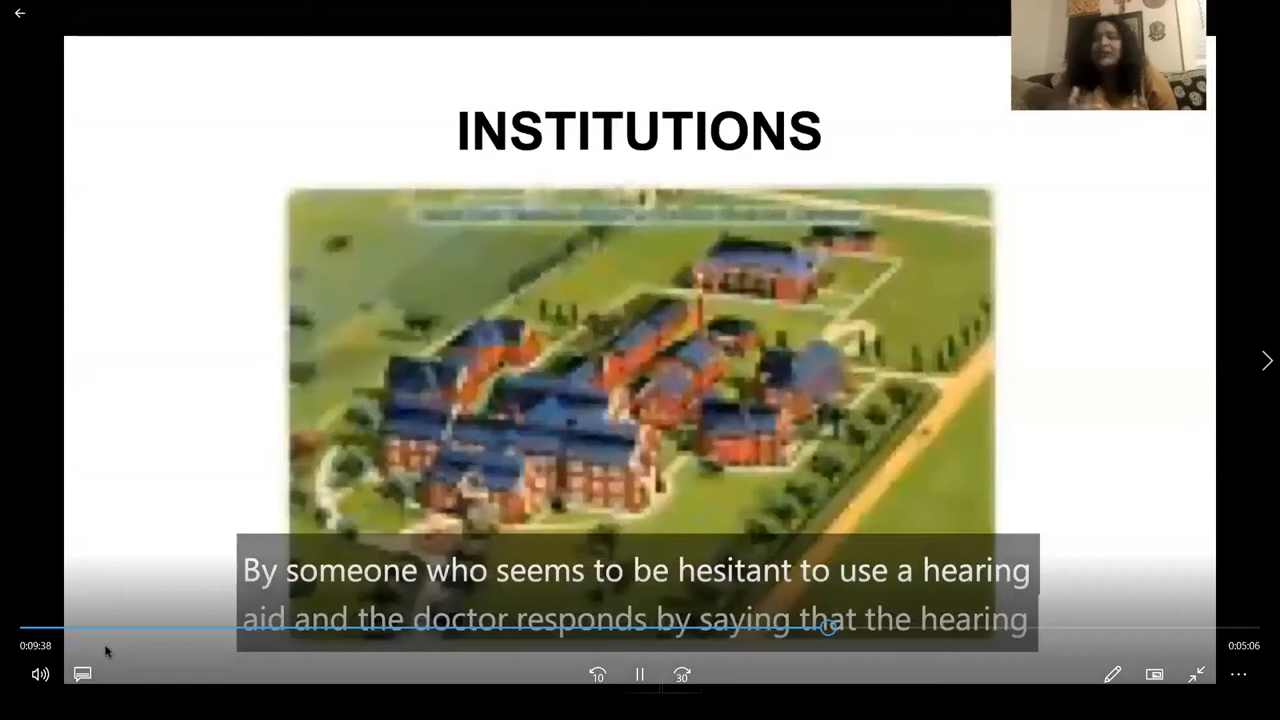 INSTITUTIONS
By someone who seems to be hesitant to use a hearing
aid and the doctor responds by saying that the hearing
0:09:38
0:05:06
10
30